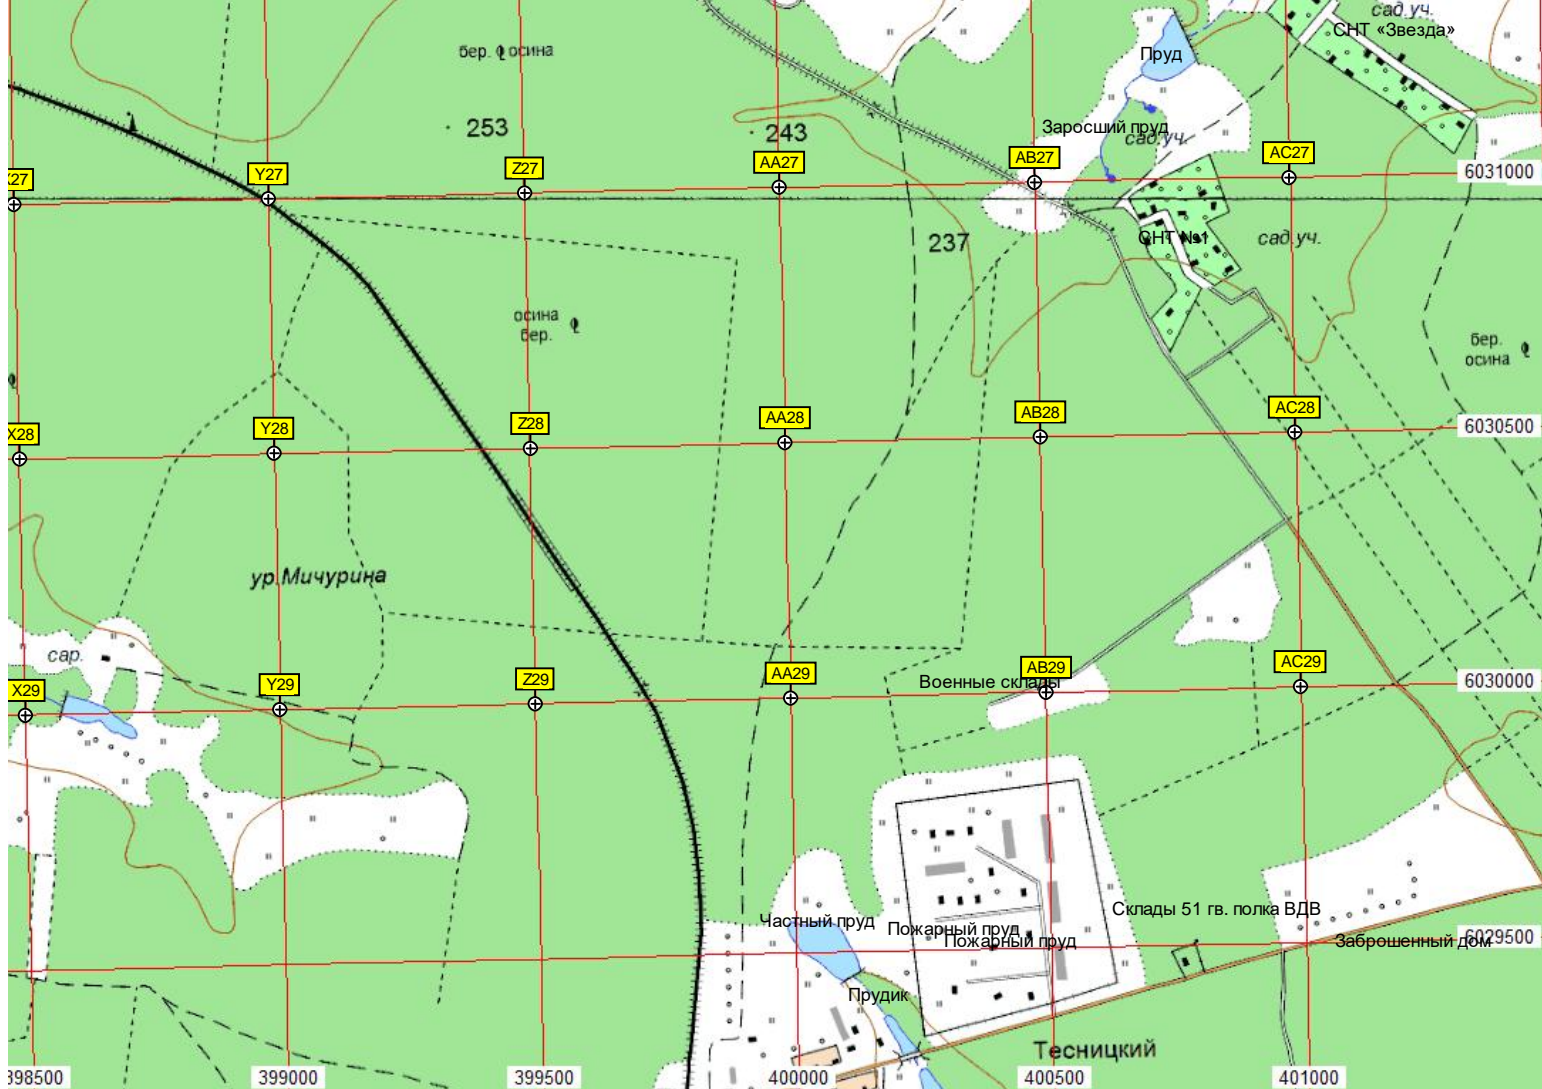 сад.уч.
СНТ «Звезда»
бер. осина
Пруд
253
243
Заросший пруд
сад.уч.
Y27
Z27
AA27
AB27
AC27
6031000
237
СНТ №1
сад.уч.
осина
бер.
бер.
осина
X28
Y28
Z28
AA28
AB28
AC28
6030500
ур.Мичурина
сар.
X29
Y29
Z29
AA29
AB29
AC29
6030000
Военные склады
Частный пруд
Пожарный пруд
Пожарный пруд
Склады 51 гв. полка ВДВ
Заброшенный дом
6029500
Прудик
Тесницкий
398500
399000
399500
400000
400500
401000